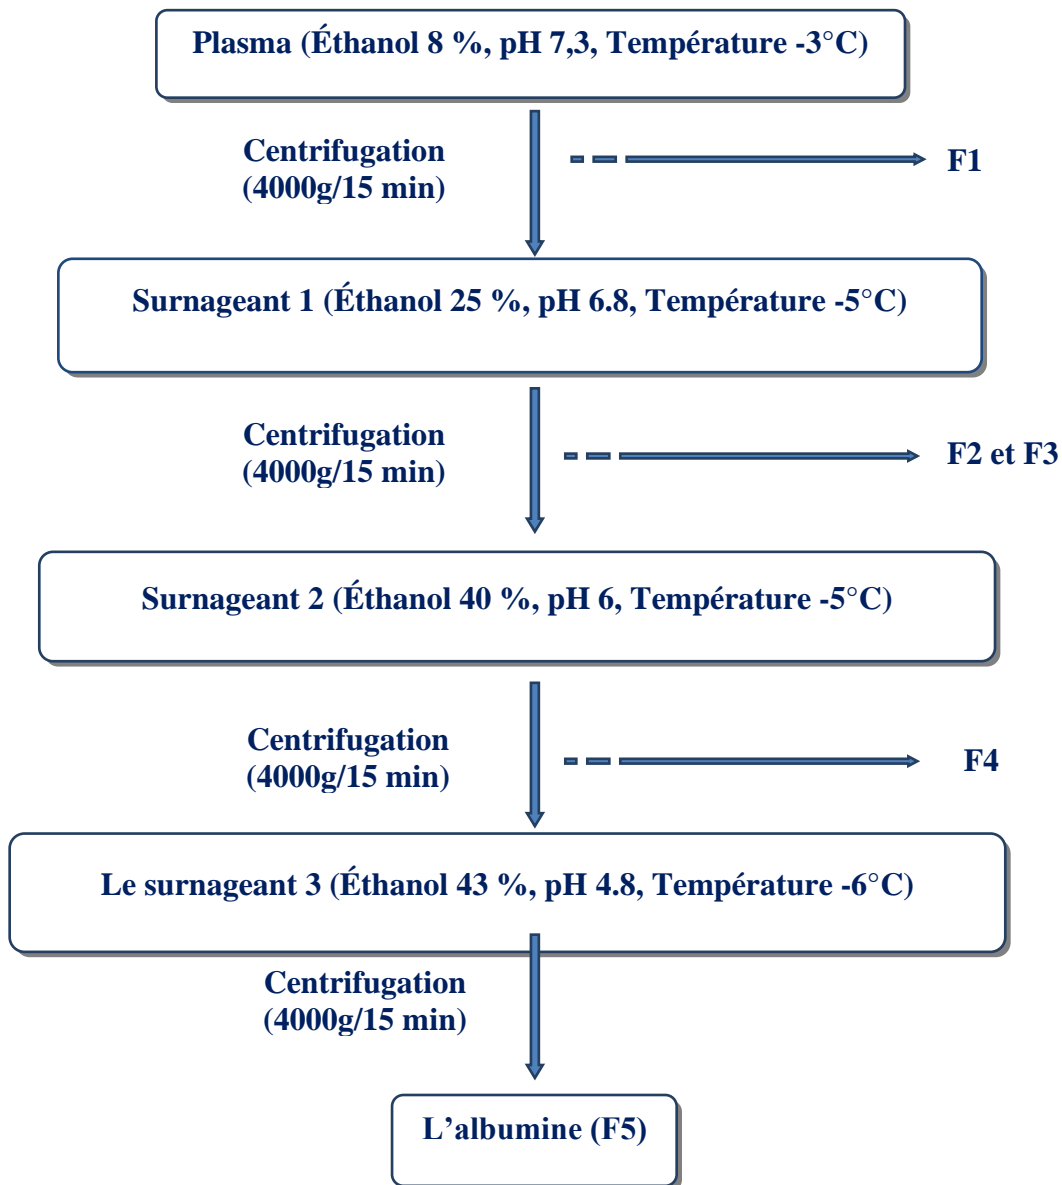 Plasma (Éthanol 8 %, pH 7,3, Température -3°C)
Centrifugation
(4000g/15 min)
F1
Surnageant 1 (Éthanol 25 %, pH 6.8, Température -5°C)
Centrifugation
(4000g/15 min)
F2 et F3
Surnageant 2 (Éthanol 40 %, pH 6, Température -5°C)
Centrifugation
(4000g/15 min)
F4
Le surnageant 3 (Éthanol 43 %, pH 4.8, Température -6°C)
Centrifugation
(4000g/15 min)
L’albumine (F5)